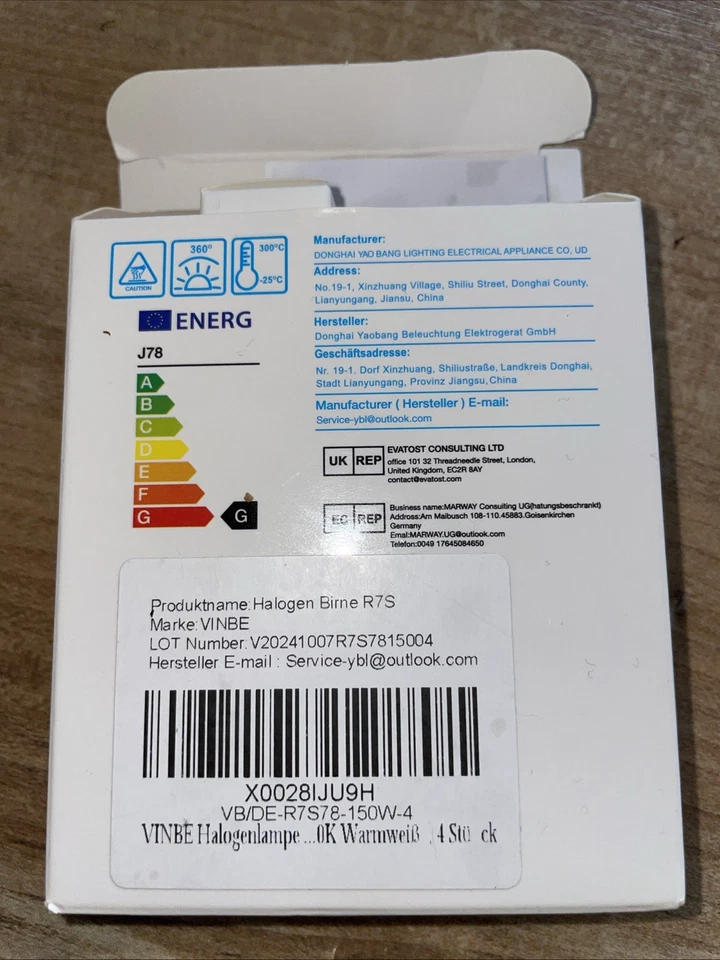 CAUTION
360°
300°C
-25°C
ENERG
J78
A
B
C
D
E
F
G
G
Manufacturer:
DONGHAI YAO BANG LIGHTING ELECTRICAL APPLIANCE CO, UD
Address:
No.19-1, Xinzhuang Village, Shiliu Street, Donghai County,
Lianyungang, Jiansu, China
Hersteller:
Donghai Yaobang Beleuchtung Elektrogerat GmbH
Geschäftsadresse:
Nr. 19-1. Dorf Xinzhuang, Shiliustraße, Landkreis Donghai,
Stadt Lianyungang, Provinz Jiangsu,China
Manufacturer ( Hersteller ) E-mail:
Service-ybl@outlook.com
UK REP
EVATOST CONSULTING LTD
office 101 32 Threadneedle Street, London,
United Kingdom, EC2R 8AY
contact@evatost.com
EC REP
Business name:MARWAY Consulting UG(hatungsbeschrankt)
Addross:Am Maibusch 108-110.45883.Goisenkirchen
Germany
Emal:MARWAY.UG@outlook.com
Telefon:0049 17645084650
Produktname:Halogen Birne R7S
Marke:VINBE
LOT Number:V20241007R7S7815004
Hersteller E-mail : Service-ybl@outlook.com
X0028IJU9H
VB/DE-R7S78-150W-4
VINBE Halogenlampe ...0K Warmweiß , 4 Stü ck